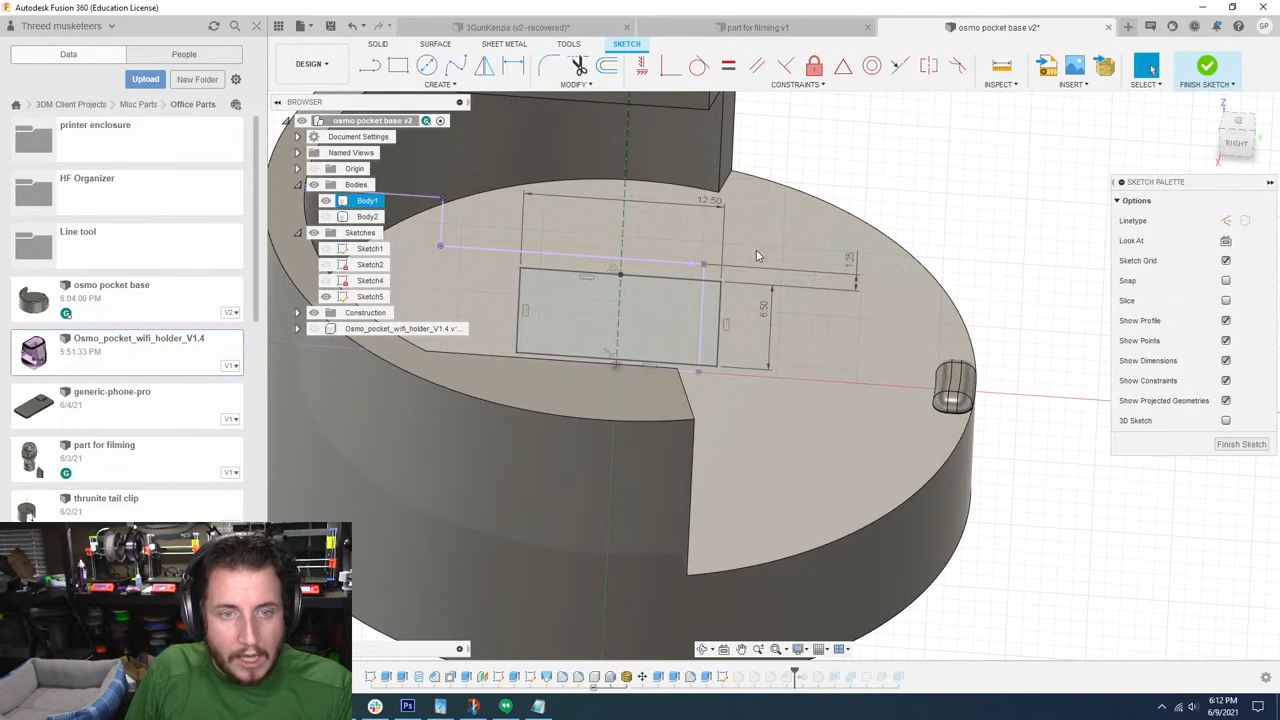 Autodesk Fusion 360 (Education License)
Threed musketeers
3GunKenzie (v2~recovered)*
part for filming v1
osmo pocket base v2*
GP
Data
People
SOLID
SURFACE
SHEET METAL
TOOLS
SKETCH
Upload
New Folder
DESIGN
CREATE
MODIFY
CONSTRAINTS
INSPECT
INSERT
SELECT
FINISH SKETCH
3DM Client Projects
Misc Parts
Office Parts
BROWSER
printer enclosure
osmo pocket base v2
Document Settings
Named Views
Origin
HF Organizer
Bodies
Body1
Body2
Line tool
Sketches
Sketch1
Sketch2
Sketch4
Sketch5
Construction
Osmo_pocket_wifi_holder_V1.4 v:...
osmo pocket base
6:04:06 PM
V2
Osmo_pocket_wifi_holder_V1.4
5:51:33 PM
V1
generic-phone-pro
6/4/21
V1
part for filming
6/3/21
V1
thrunite tail clip
6/2/21
V1
12.50
1.25
6.50
Z
RIGHT
X
SKETCH PALETTE
Options
Linetype
Look At
Sketch Grid
Snap
Slice
Show Profile
Show Points
Show Dimensions
Show Constraints
Show Projected Geometries
3D Sketch
Finish Sketch
6:12 PM
6/9/2021